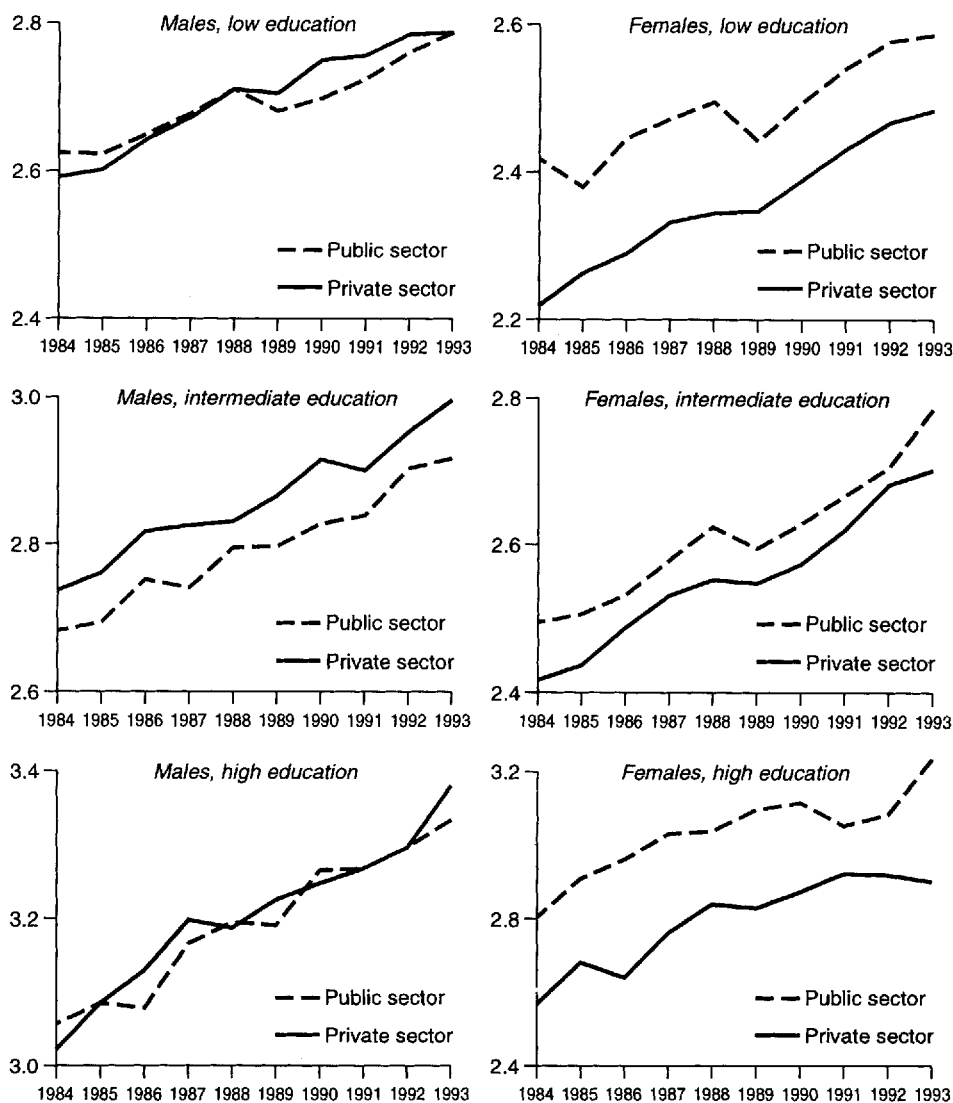 Males, low education
2.8
2.6
2.4
Public sector
Private sector
1984 1985 1986 1987 1988 1989 1990 1991 1992 1993
Females, low education
2.6
2.4
2.2
Public sector
Private sector
1984 1985 1986 1987 1988 1989 1990 1991 1992 1993
Males, intermediate education
3.0
2.8
2.6
Public sector
Private sector
1984 1985 1986 1987 1988 1989 1990 1991 1992 1993
Females, intermediate education
2.8
2.6
2.4
Public sector
Private sector
1984 1985 1986 1987 1988 1989 1990 1991 1992 1993
Males, high education
3.4
3.2
3.0
Public sector
Private sector
1984 1985 1986 1987 1988 1989 1990 1991 1992 1993
Females, high education
3.2
2.8
2.4
Public sector
Private sector
1984 1985 1986 1987 1988 1989 1990 1991 1992 1993